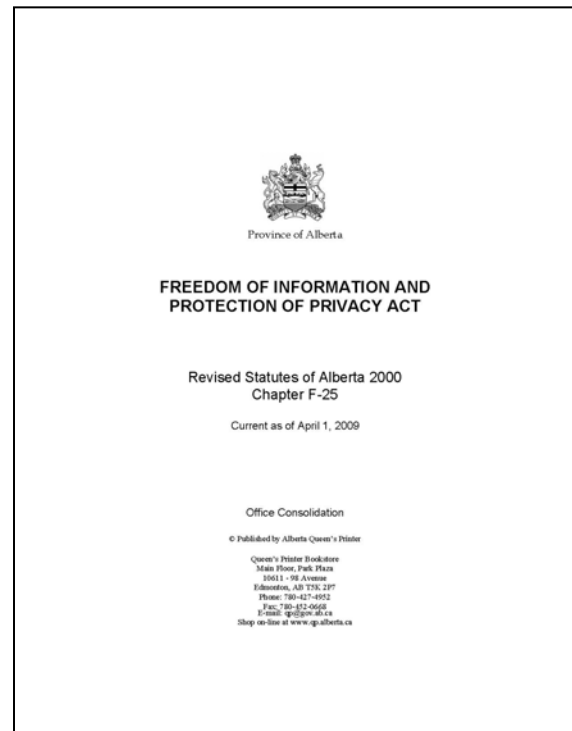 Province of Alberta
FREEDOM OF INFORMATION AND
PROTECTION OF PRIVACY ACT
Revised Statutes of Alberta 2000
Chapter F-25
Current as of April 1, 2009
Office Consolidation
© Published by Alberta Queen's Printer
Queen's Printer Bookstore
Main Floor, Park Plaza
10611 - 98 Avenue
Edmonton, AB T5K 2P7
Phone: 780-427-4952
Fax: 780-452-0668
E-mail: qp@gov.ab.ca
Shop on-line at www.qp.alberta.ca